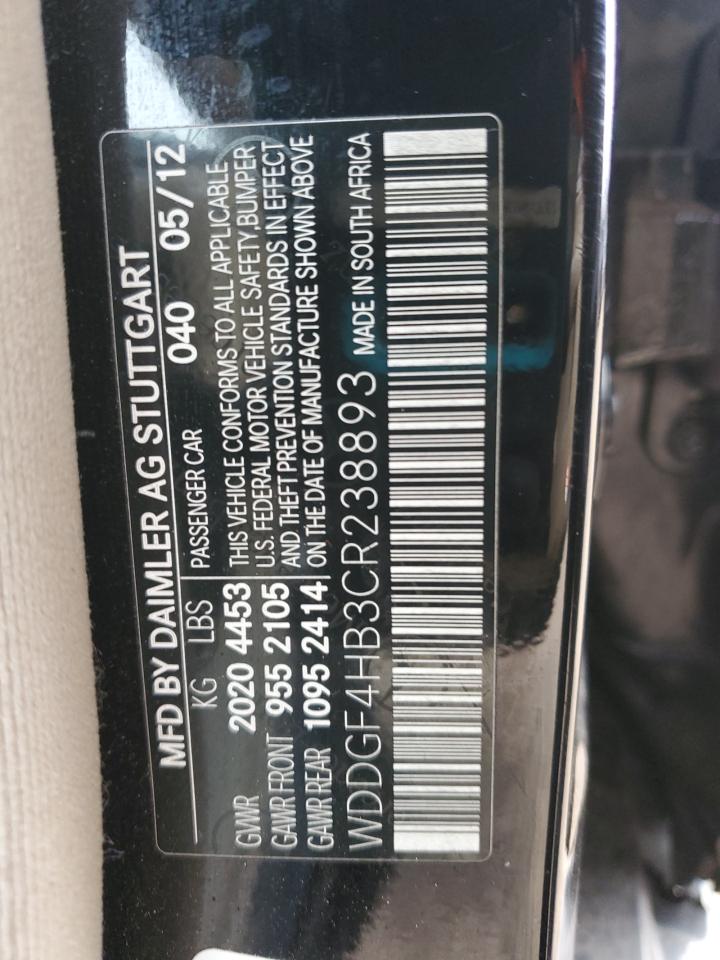 MFD BY DAIMLER AG STUTTGART
KG LBS PASSENGER CAR 040 05/12
GVWR 2020 4453 THIS VEHICLE CONFORMS TO ALL APPLICABLE
GAWR FRONT 955 2105 U.S. FEDERAL MOTOR VEHICLE SAFETY,BUMPER
GAWR REAR 1095 2414 AND THEFT PREVENTION STANDARDS IN EFFECT
ON THE DATE OF MANUFACTURE SHOWN ABOVE
WDDGF4HB3CR238893 MADE IN SOUTH AFRICA